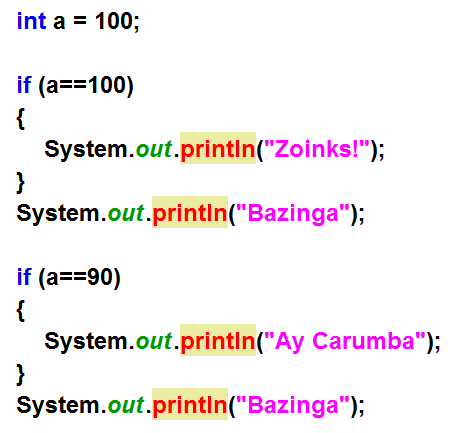 int a = 100;
if (a==100)
{
System.out.println("Zoinks!");
}
System.out.println("Bazinga");
if (a==90)
{
System.out.println("Ay Carumba");
}
System.out.println("Bazinga");